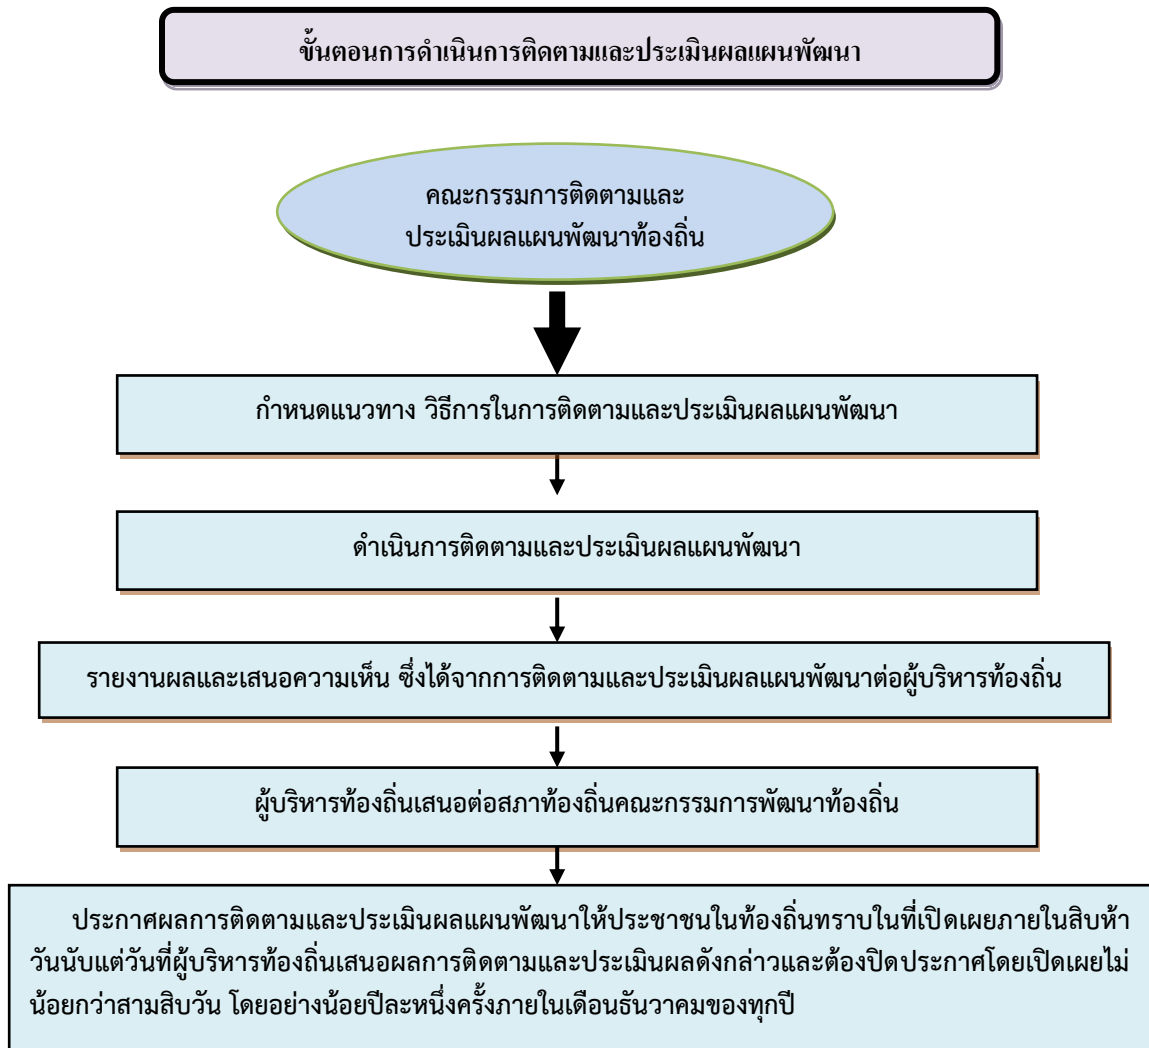 ขั้นตอนการดำเนินการติดตามและประเมินผลแผนพัฒนา
คณะกรรมการติดตามและ
ประเมินผลแผนพัฒนาท้องถิ่น
กำหนดแนวทาง วิธีการในการติดตามและประเมินผลแผนพัฒนา
ดำเนินการติดตามและประเมินผลแผนพัฒนา
รายงานผลและเสนอความเห็น ซึ่งได้จากการติดตามและประเมินผลแผนพัฒนาต่อผู้บริหารท้องถิ่น
ผู้บริหารท้องถิ่นเสนอต่อสภาท้องถิ่นคณะกรรมการพัฒนาท้องถิ่น
ประกาศผลการติดตามและประเมินผลแผนพัฒนาให้ประชาชนในท้องถิ่นทราบในที่เปิดเผยภายในสิบห้า
วันนับแต่วันที่ผู้บริหารท้องถิ่นเสนอผลการติดตามและประเมินผลดังกล่าวและต้องปิดประกาศโดยเปิดเผยไม่
น้อยกว่าสามสิบวัน โดยอย่างน้อยปีละหนึ่งครั้งภายในเดือนธันวาคมของทุกปี